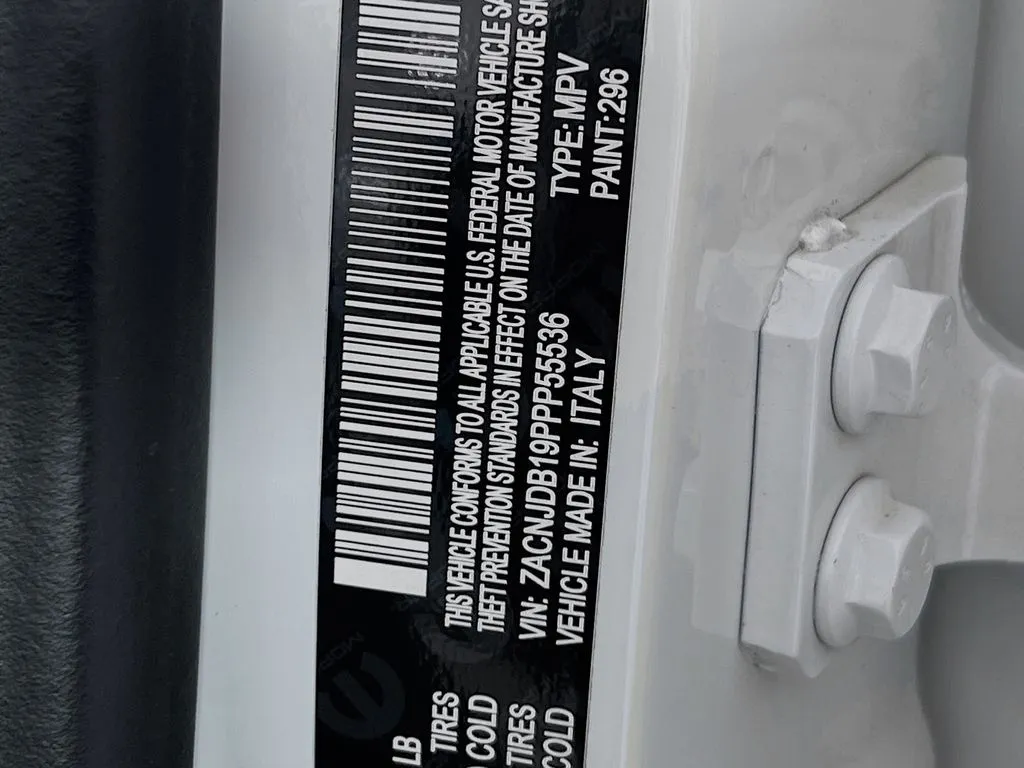 THIS VEHICLE CONFORMS TO ALL APPLICABLE U.S. FEDERAL MOTOR VEHICLE SA
THEFT PREVENTION STANDARDS IN EFFECT ON THE DATE OF MANUFACTURE SH
VIN: ZACNJDB19PPP55536 TYPE: MPV
VEHICLE MADE IN: ITALY PAINT:296
LB
TIRES
COLD
TIRES
COLD